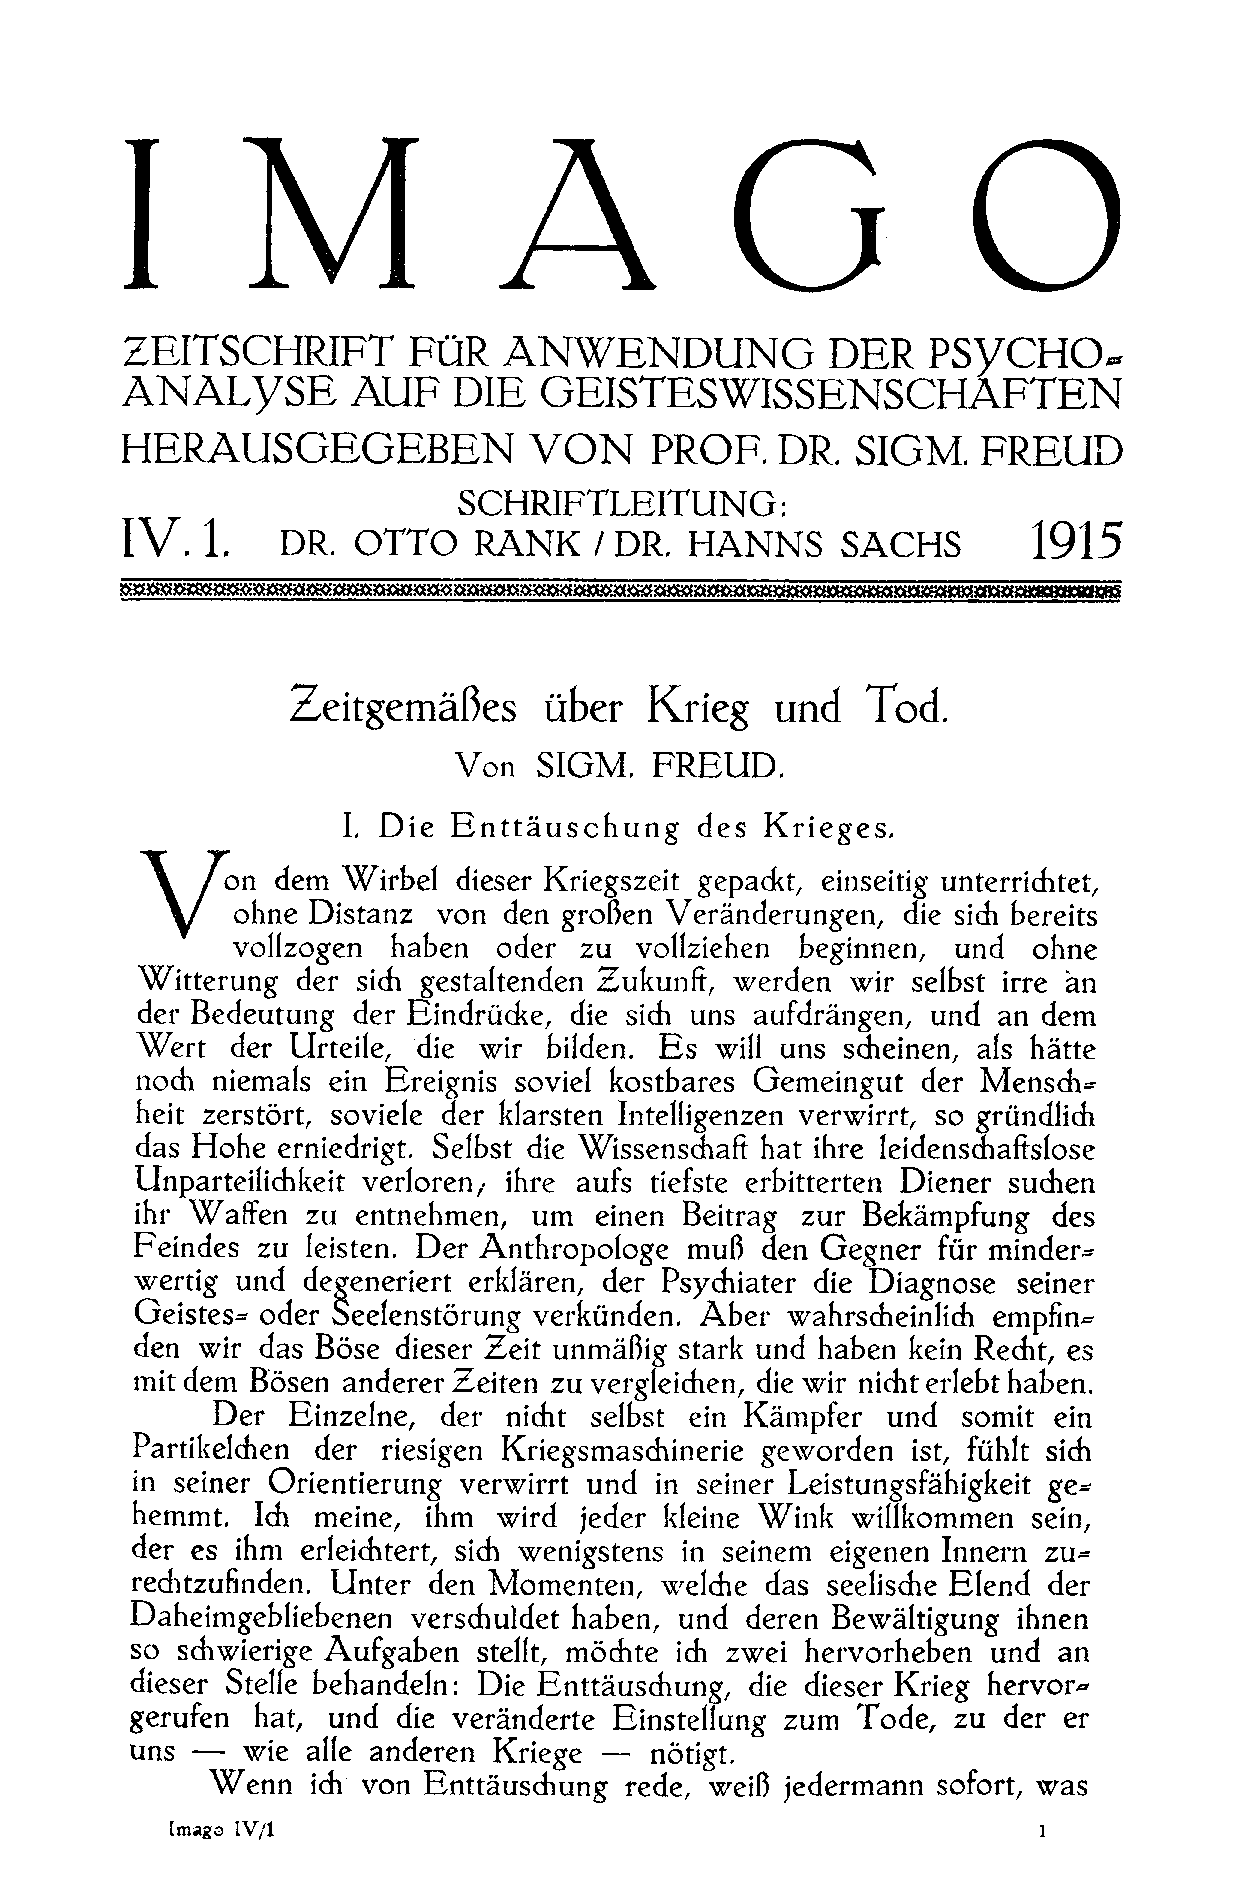 IMAGO
ZEITSCHRIFT FÜR ANWENDUNG DER PSYCHO-
ANALYSE AUF DIE GEISTESWISSENSCHAFTEN
HERAUSGEGEBEN VON PROF. DR. SIGM. FREUD
SCHRIFTLEITUNG:
IV. 1. DR. OTTO RANK / DR. HANNS SACHS 1915
Zeitgemäßes über Krieg und Tod.
Von SIGM. FREUD.
I. Die Enttäuschung des Krieges.
Von dem Wirbel dieser Kriegszeit gepackt, einseitig unterrichtet,
ohne Distanz von den großen Veränderungen, die sich bereits
vollzogen haben oder zu vollziehen beginnen, und ohne
Witterung der sich gestaltenden Zukunft, werden wir selbst irre an
der Bedeutung der Eindrücke, die sich uns aufdrängen, und an dem
Wert der Urteile, die wir bilden. Es will uns scheinen, als hätte
noch niemals ein Ereignis soviel kostbares Gemeingut der Mensch-
heit zerstört, soviele der klarsten Intelligenzen verwirrt, so gründlich
das Hohe erniedrigt. Selbst die Wissenschaft hat ihre leidenschaftslose
Unparteilichkeit verloren; ihre aufs tiefste erbitterten Diener suchen
ihr Waffen zu entnehmen, um einen Beitrag zur Bekämpfung des
Feindes zu leisten. Der Anthropologe muß den Gegner für minder-
wertig und degeneriert erklären, der Psychiater die Diagnose seiner
Geistes- oder Seelenstörung verkünden. Aber wahrscheinlich empfin-
den wir das Böse dieser Zeit unmäßig stark und haben kein Recht, es
mit dem Bösen anderer Zeiten zu vergleichen, die wir nicht erlebt haben.
Der Einzelne, der nicht selbst ein Kämpfer und somit ein
Partikelchen der riesigen Kriegsmaschinerie geworden ist, fühlt sich
in seiner Orientierung verwirrt und in seiner Leistungsfähigkeit ge-
hemmt. Ich meine, ihm wird jeder kleine Wink willkommen sein,
der es ihm erleichtert, sich wenigstens in seinem eigenen Innern zu-
rechtzufinden. Unter den Momenten, welche das seelische Elend der
Daheimgebliebenen verschuldet haben, und deren Bewältigung ihnen
so schwierige Aufgaben stellt, möchte ich zwei hervorheben und an
dieser Stelle behandeln: Die Enttäuschung, die dieser Krieg hervor-
gerufen hat, und die veränderte Einstellung zum Tode, zu der er
uns — wie alle anderen Kriege — nötigt.
Wenn ich von Enttäuschung rede, weiß jedermann sofort, was
Imago IV/1 1